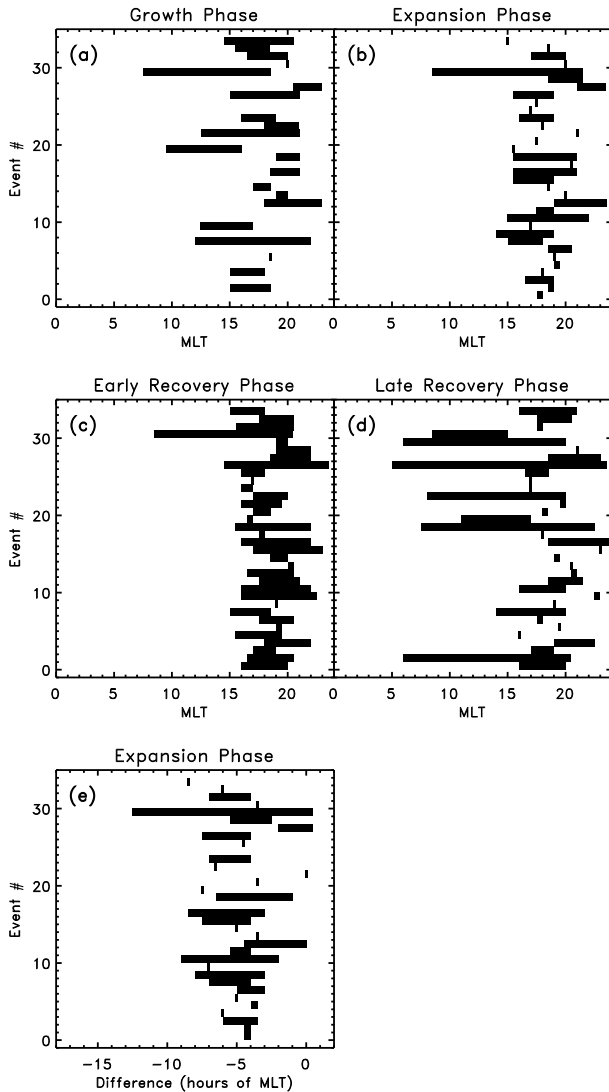 Growth Phase
Expansion Phase
(a)
(b)
30
20
10
0
Event #
0 5 10 15 20
0 5 10 15 20
MLT
MLT
Early Recovery Phase
Late Recovery Phase
(c)
(d)
30
20
10
0
Event #
0 5 10 15 20
0 5 10 15 20
MLT
MLT
Expansion Phase
(e)
30
20
10
0
Event #
-15 -10 -5 0
Difference (hours of MLT)